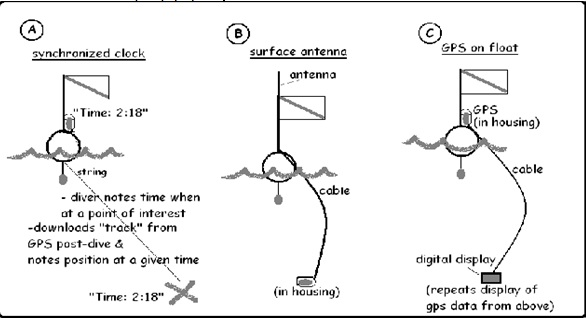 A
synchronized clock
"Time: 2:18"
string
- diver notes time when
at a point of interest
-downloads "track" from
GPS post-dive &
notes position at a given time
"Time: 2:18"
B
surface antenna
antenna
cable
(in housing)
C
GPS on float
GPS
(in housing)
cable
digital display
(repeats display of
gps data from above)